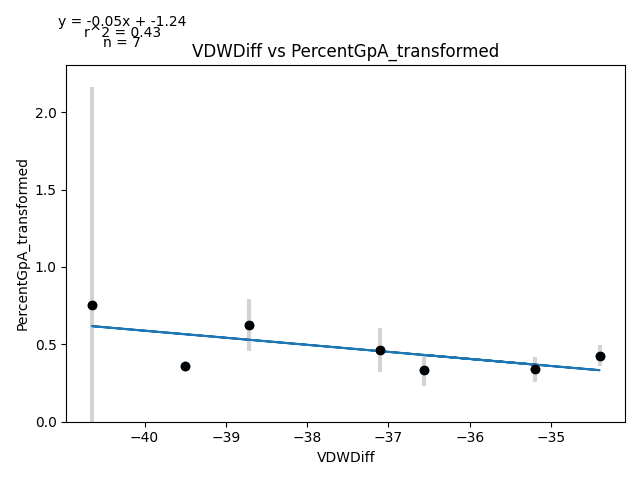 y = -0.05x + -1.24
r^2 = 0.43
n = 7
VDWDiff vs PercentGpA_transformed
PercentGpA_transformed
2.0
1.5
1.0
0.5
0.0
−40
−39
−38
−37
−36
−35
VDWDiff